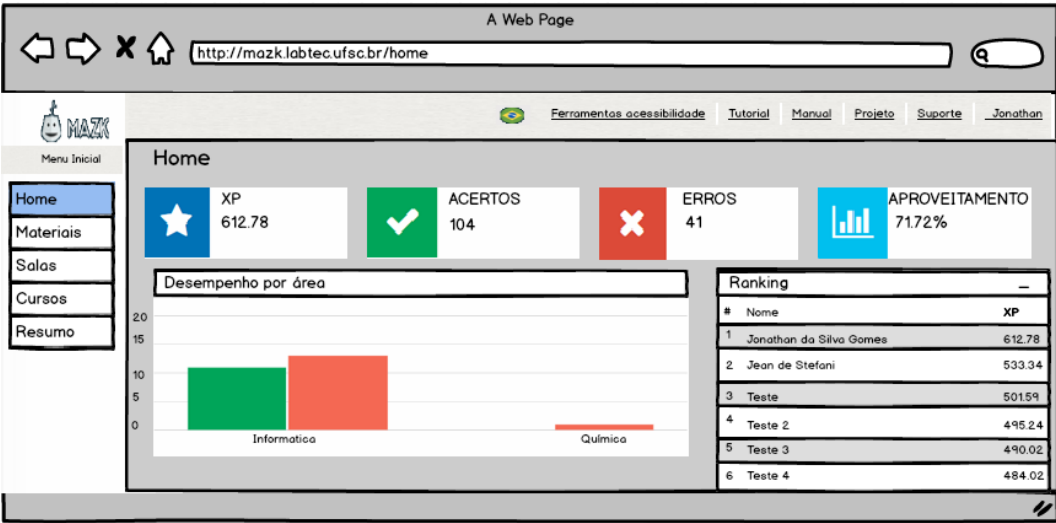 A Web Page
http://mazk.labtec.ufsc.br/home
MAZK
Ferramentas acessibilidade Tutorial Manual Projeto Suporte Jonathan
Menu Inicial
Home
Materiais
Salas
Cursos
Resumo
Home
XP
612.78
ACERTOS
104
ERROS
41
APROVEITAMENTO
71.72%
Desempenho por área
20
15
10
5
0
Informatica Química
Ranking
# Nome XP
1 Jonathan da Silva Gomes 612.78
2 Jean de Stefani 533.34
3 Teste 501.59
4 Teste 2 495.24
5 Teste 3 490.02
6 Teste 4 484.02